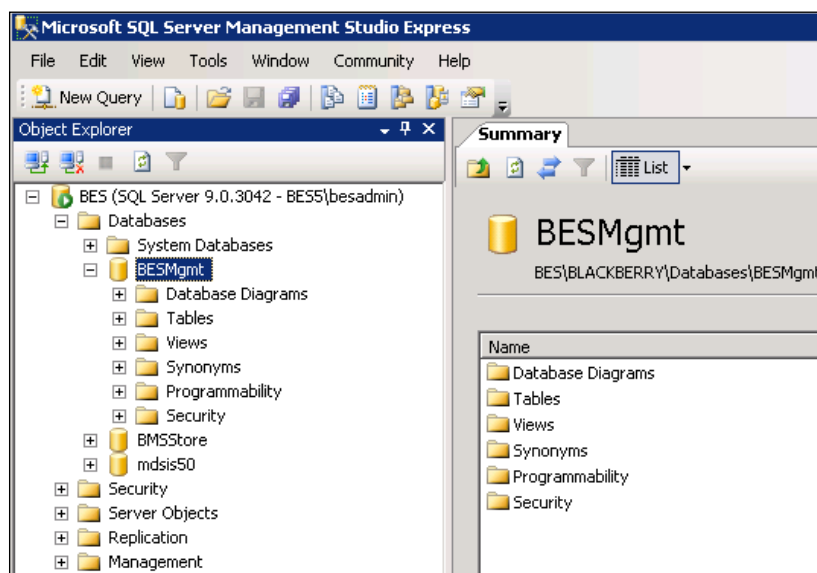 Microsoft SQL Server Management Studio Express
File Edit View Tools Window Community Help
New Query
Object Explorer
BES (SQL Server 9.0.3042 - BES5\besadmin)
Databases
System Databases
BESMgmt
Database Diagrams
Tables
Views
Synonyms
Programmability
Security
BMSStore
mdsis50
Security
Server Objects
Replication
Management
Summary
List
BESMgmt
BES\BLACKBERRY\Databases\BESMgmt
Name
Database Diagrams
Tables
Views
Synonyms
Programmability
Security